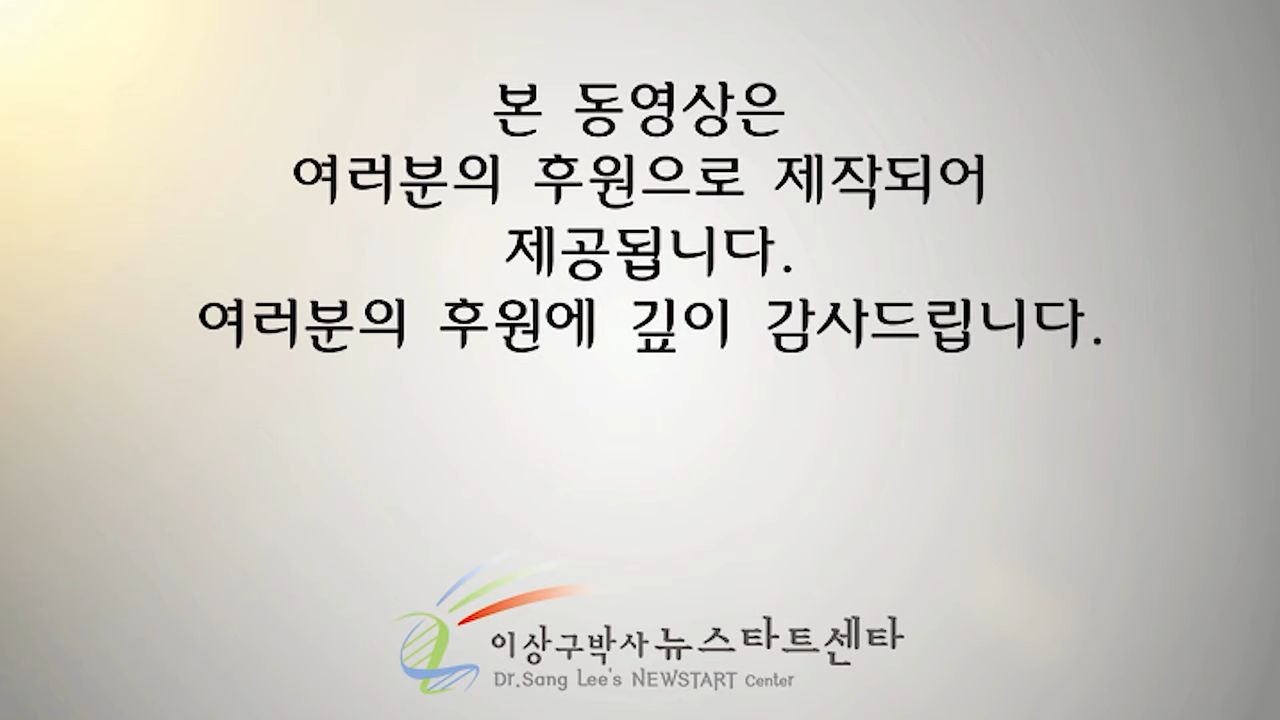 본 동영상은
여러분의 후원으로 제작되어
제공됩니다.
여러분의 후원에 깊이 감사드립니다.
이상구박사 뉴스타트센타
Dr.Sang Lee's NEWSTART Center